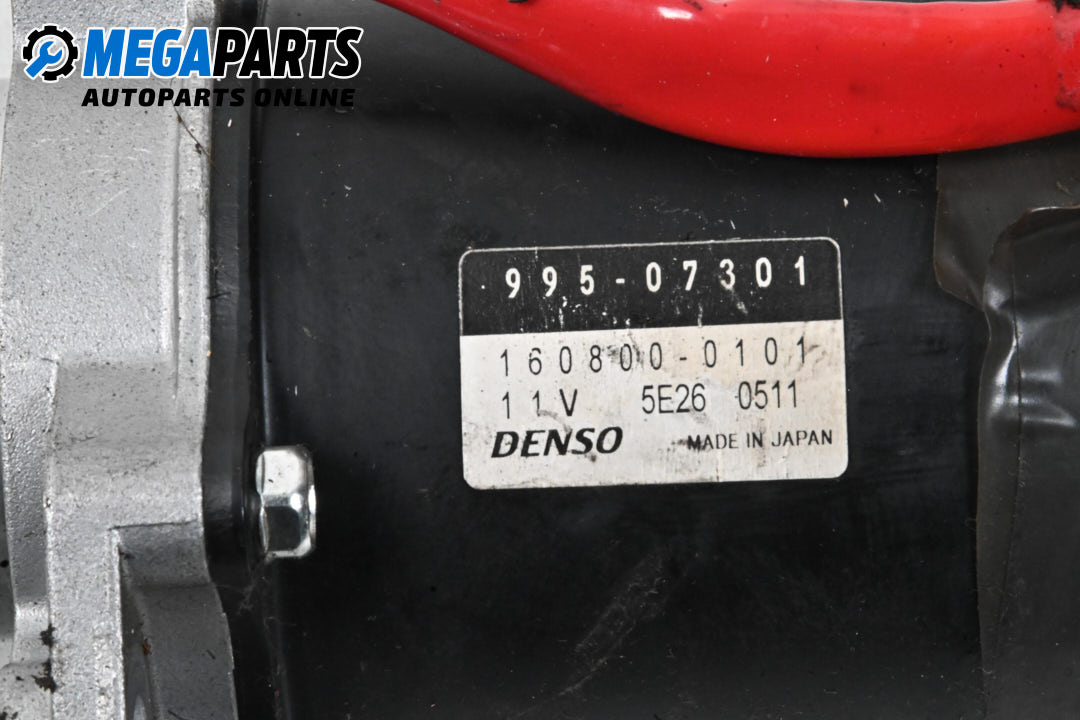 MEGAPARTS
AUTOPARTS ONLINE
995-07301
160800-0101
11V 5E26 0511
DENSO MADE IN JAPAN